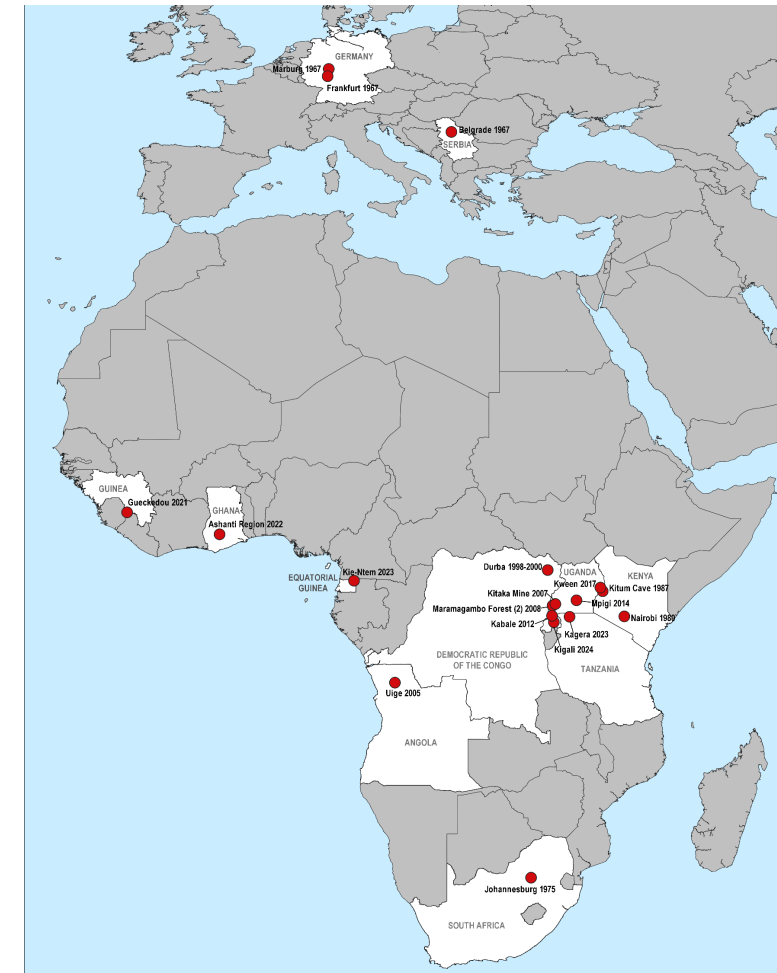 GERMANY
Marburg 1967
Frankfurt 1967
Belgrade 1967
SERBIA
GUINEA
Gueckedou 2021
GHANA
Ashanti Region 2022
Kie-Ntem 2023
EQUATORIAL
GUINEA
Durba 1998-2000
UGANDA
KENYA
Kween 2017
Kitum Cave 1987
Kitaka Mine 2007
Mpigi 2014
Maramagambo Forest (2) 2008
Nairobi 1980
Kabale 2012
Kagera 2023
Kigali 2024
DEMOCRATIC REPUBLIC
OF THE CONGO
TANZANIA
Uige 2005
ANGOLA
Johannesburg 1975
SOUTH AFRICA